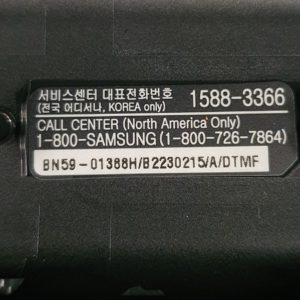 서비스센터 대표전화번호 1588-3366
(전국 어디서나, KOREA only)
CALL CENTER (North America Only)
1-800-SAMSUNG (1-800-726-7864)
BN59-01388H/B2230215/A/DTMF